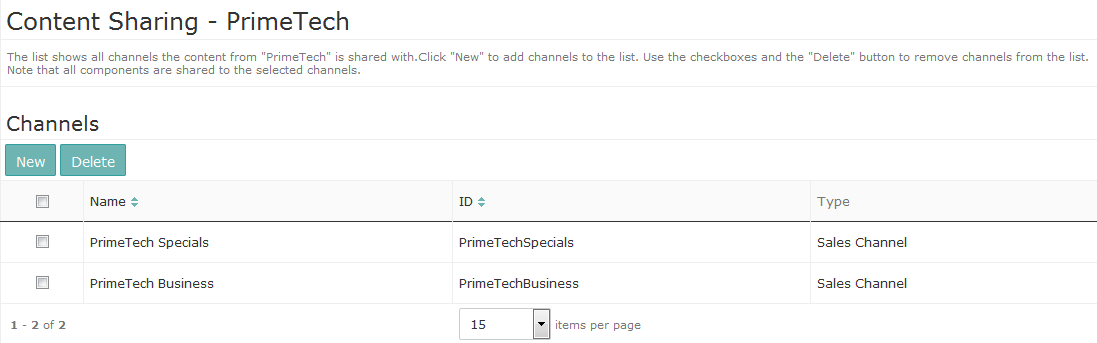 Content Sharing - PrimeTech
The list shows all channels the content from "PrimeTech" is shared with.Click "New" to add channels to the list. Use the checkboxes and the "Delete" button to remove channels from the list.
Note that all components are shared to the selected channels.
Channels
New Delete
Name ID Type
PrimeTech Specials PrimeTechSpecials Sales Channel
PrimeTech Business PrimeTechBusiness Sales Channel
1 - 2 of 2 15 items per page